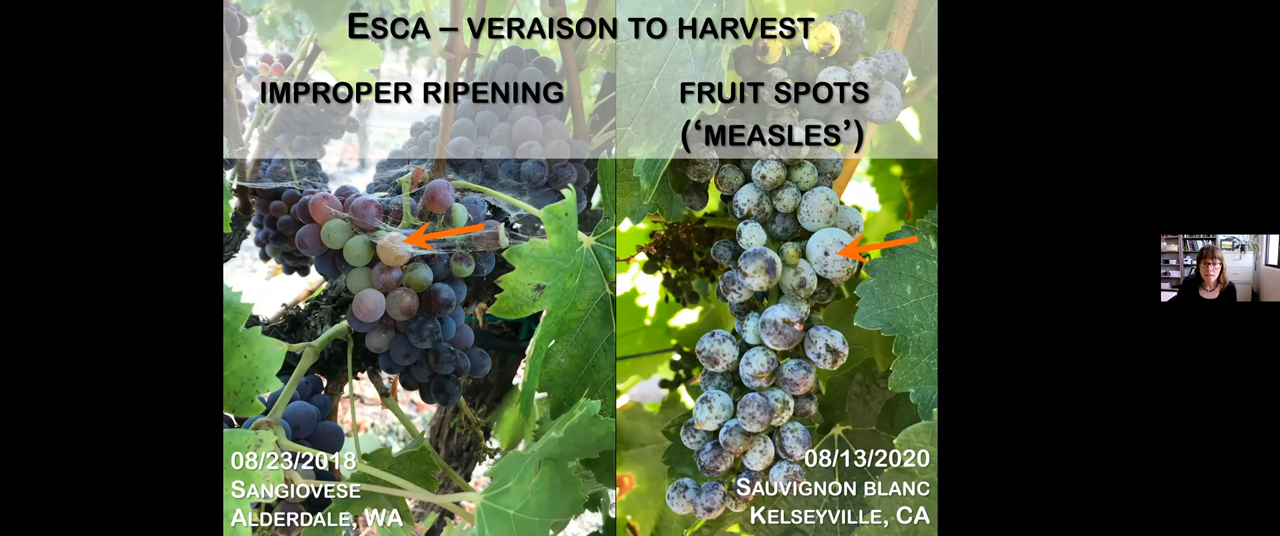 ESCA – VERAISON TO HARVEST
IMPROPER RIPENING
FRUIT SPOTS
(‘MEASLES’)
08/23/2018
SANGIOVESE
ALDERDALE, WA
08/13/2020
SAUVIGNON BLANC
KELSEYVILLE, CA